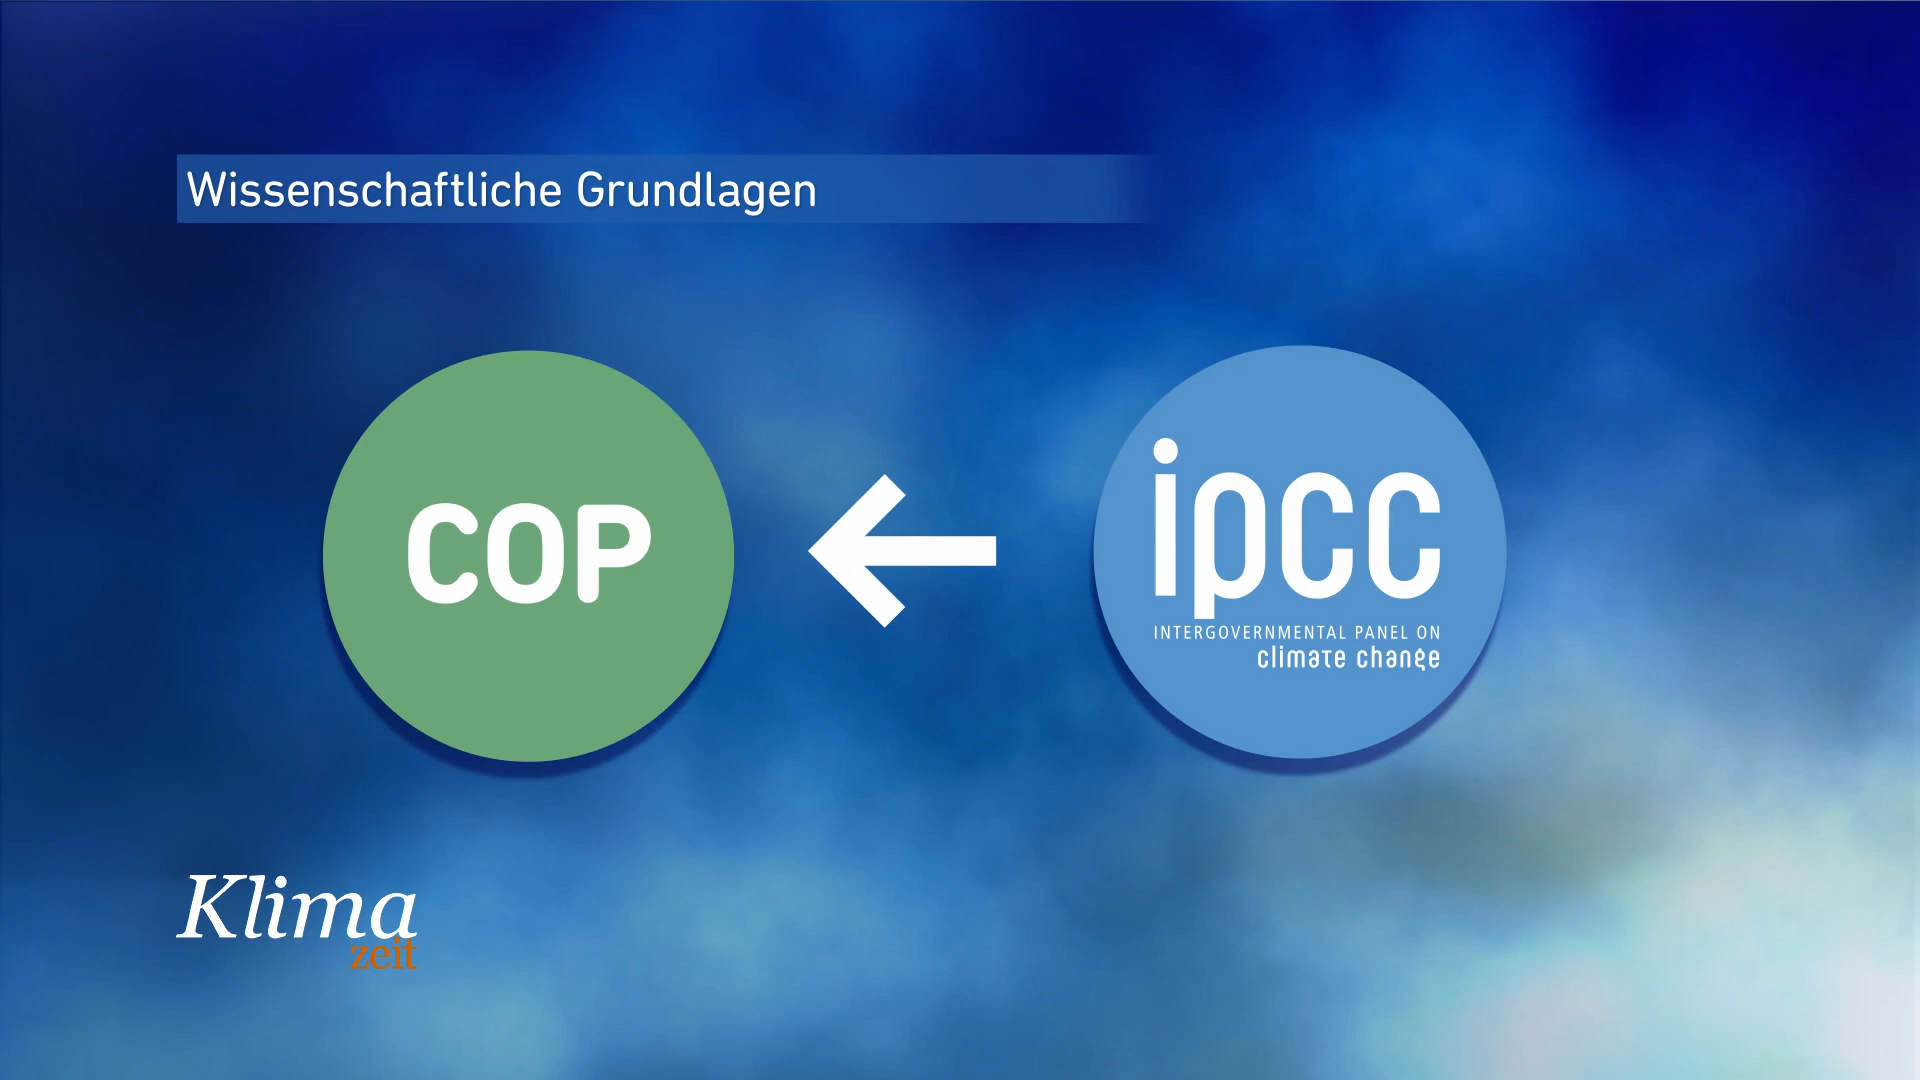 Wissenschaftliche Grundlagen
COP
ipcc
INTERGOVERNMENTAL PANEL ON
climate change
Klima
zeit